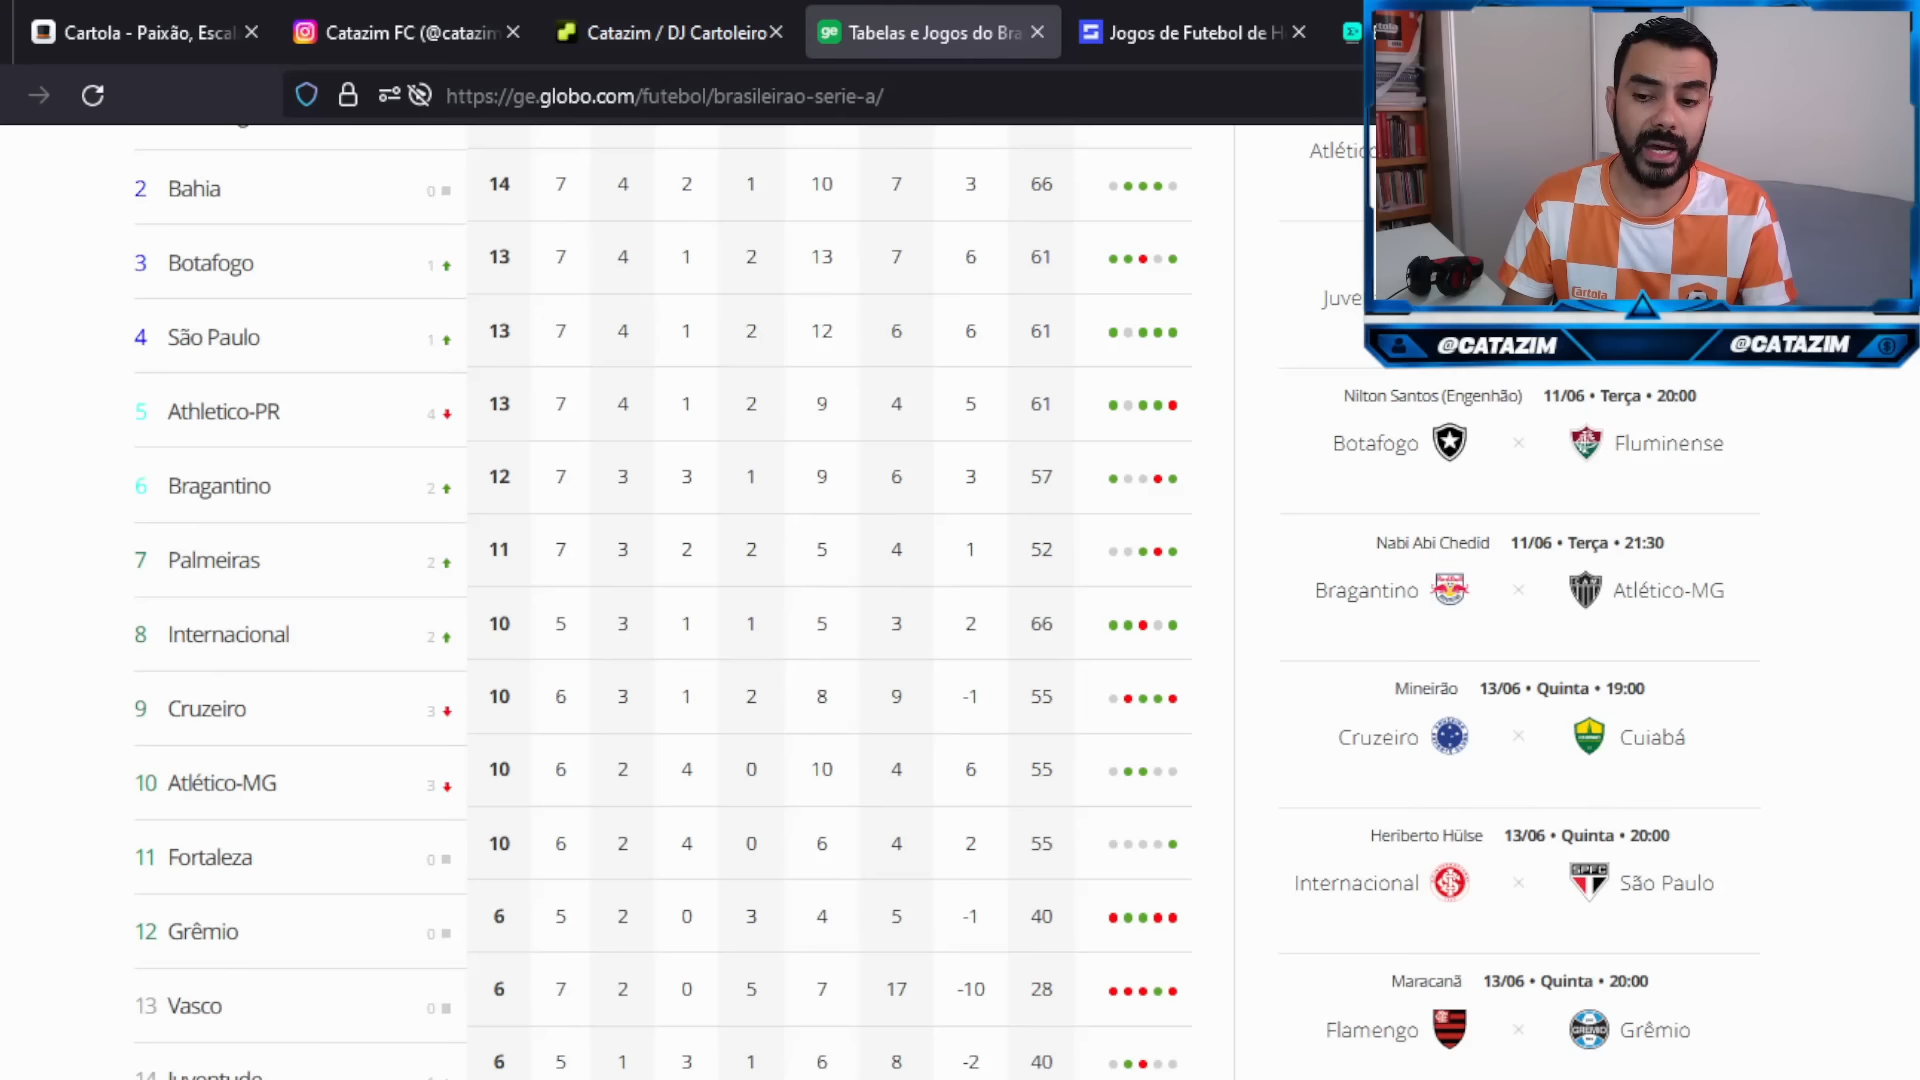 Cartola - Paixão, Escal
Catazim FC (@catazim
Catazim / DJ Cartoleiro
ge Tabelas e Jogos do Bra
Jogos de Futebol de H
https://ge.globo.com/futebol/brasileirao-serie-a/
2 Bahia 0 14 7 4 2 1 10 7 3 66
3 Botafogo 1 13 7 4 1 2 13 7 6 61
4 São Paulo 1 13 7 4 1 2 12 6 6 61
5 Athletico-PR 4 13 7 4 1 2 9 4 5 61
6 Bragantino 2 12 7 3 3 1 9 6 3 57
7 Palmeiras 2 11 7 3 2 2 5 4 1 52
8 Internacional 2 10 5 3 1 1 5 3 2 66
9 Cruzeiro 3 10 6 3 1 2 8 9 -1 55
10 Atlético-MG 3 10 6 2 4 0 10 4 6 55
11 Fortaleza 0 10 6 2 4 0 6 4 2 55
12 Grêmio 0 6 5 2 0 3 4 5 -1 40
13 Vasco 0 6 7 2 0 5 7 17 -10 28
14 Juventude 6 5 1 3 1 6 8 -2 40
Atlético
Juve
Cartola
@CATAZIM @CATAZIM
Nilton Santos (Engenhão) 11/06 • Terça • 20:00
Botafogo × Fluminense
Nabi Abi Chedid 11/06 • Terça • 21:30
Bragantino × Atlético-MG
Mineirão 13/06 • Quinta • 19:00
Cruzeiro × Cuiabá
Heriberto Hülse 13/06 • Quinta • 20:00
Internacional × São Paulo
SPFC
Maracanã 13/06 • Quinta • 20:00
Flamengo × Grêmio
GRÊMIO